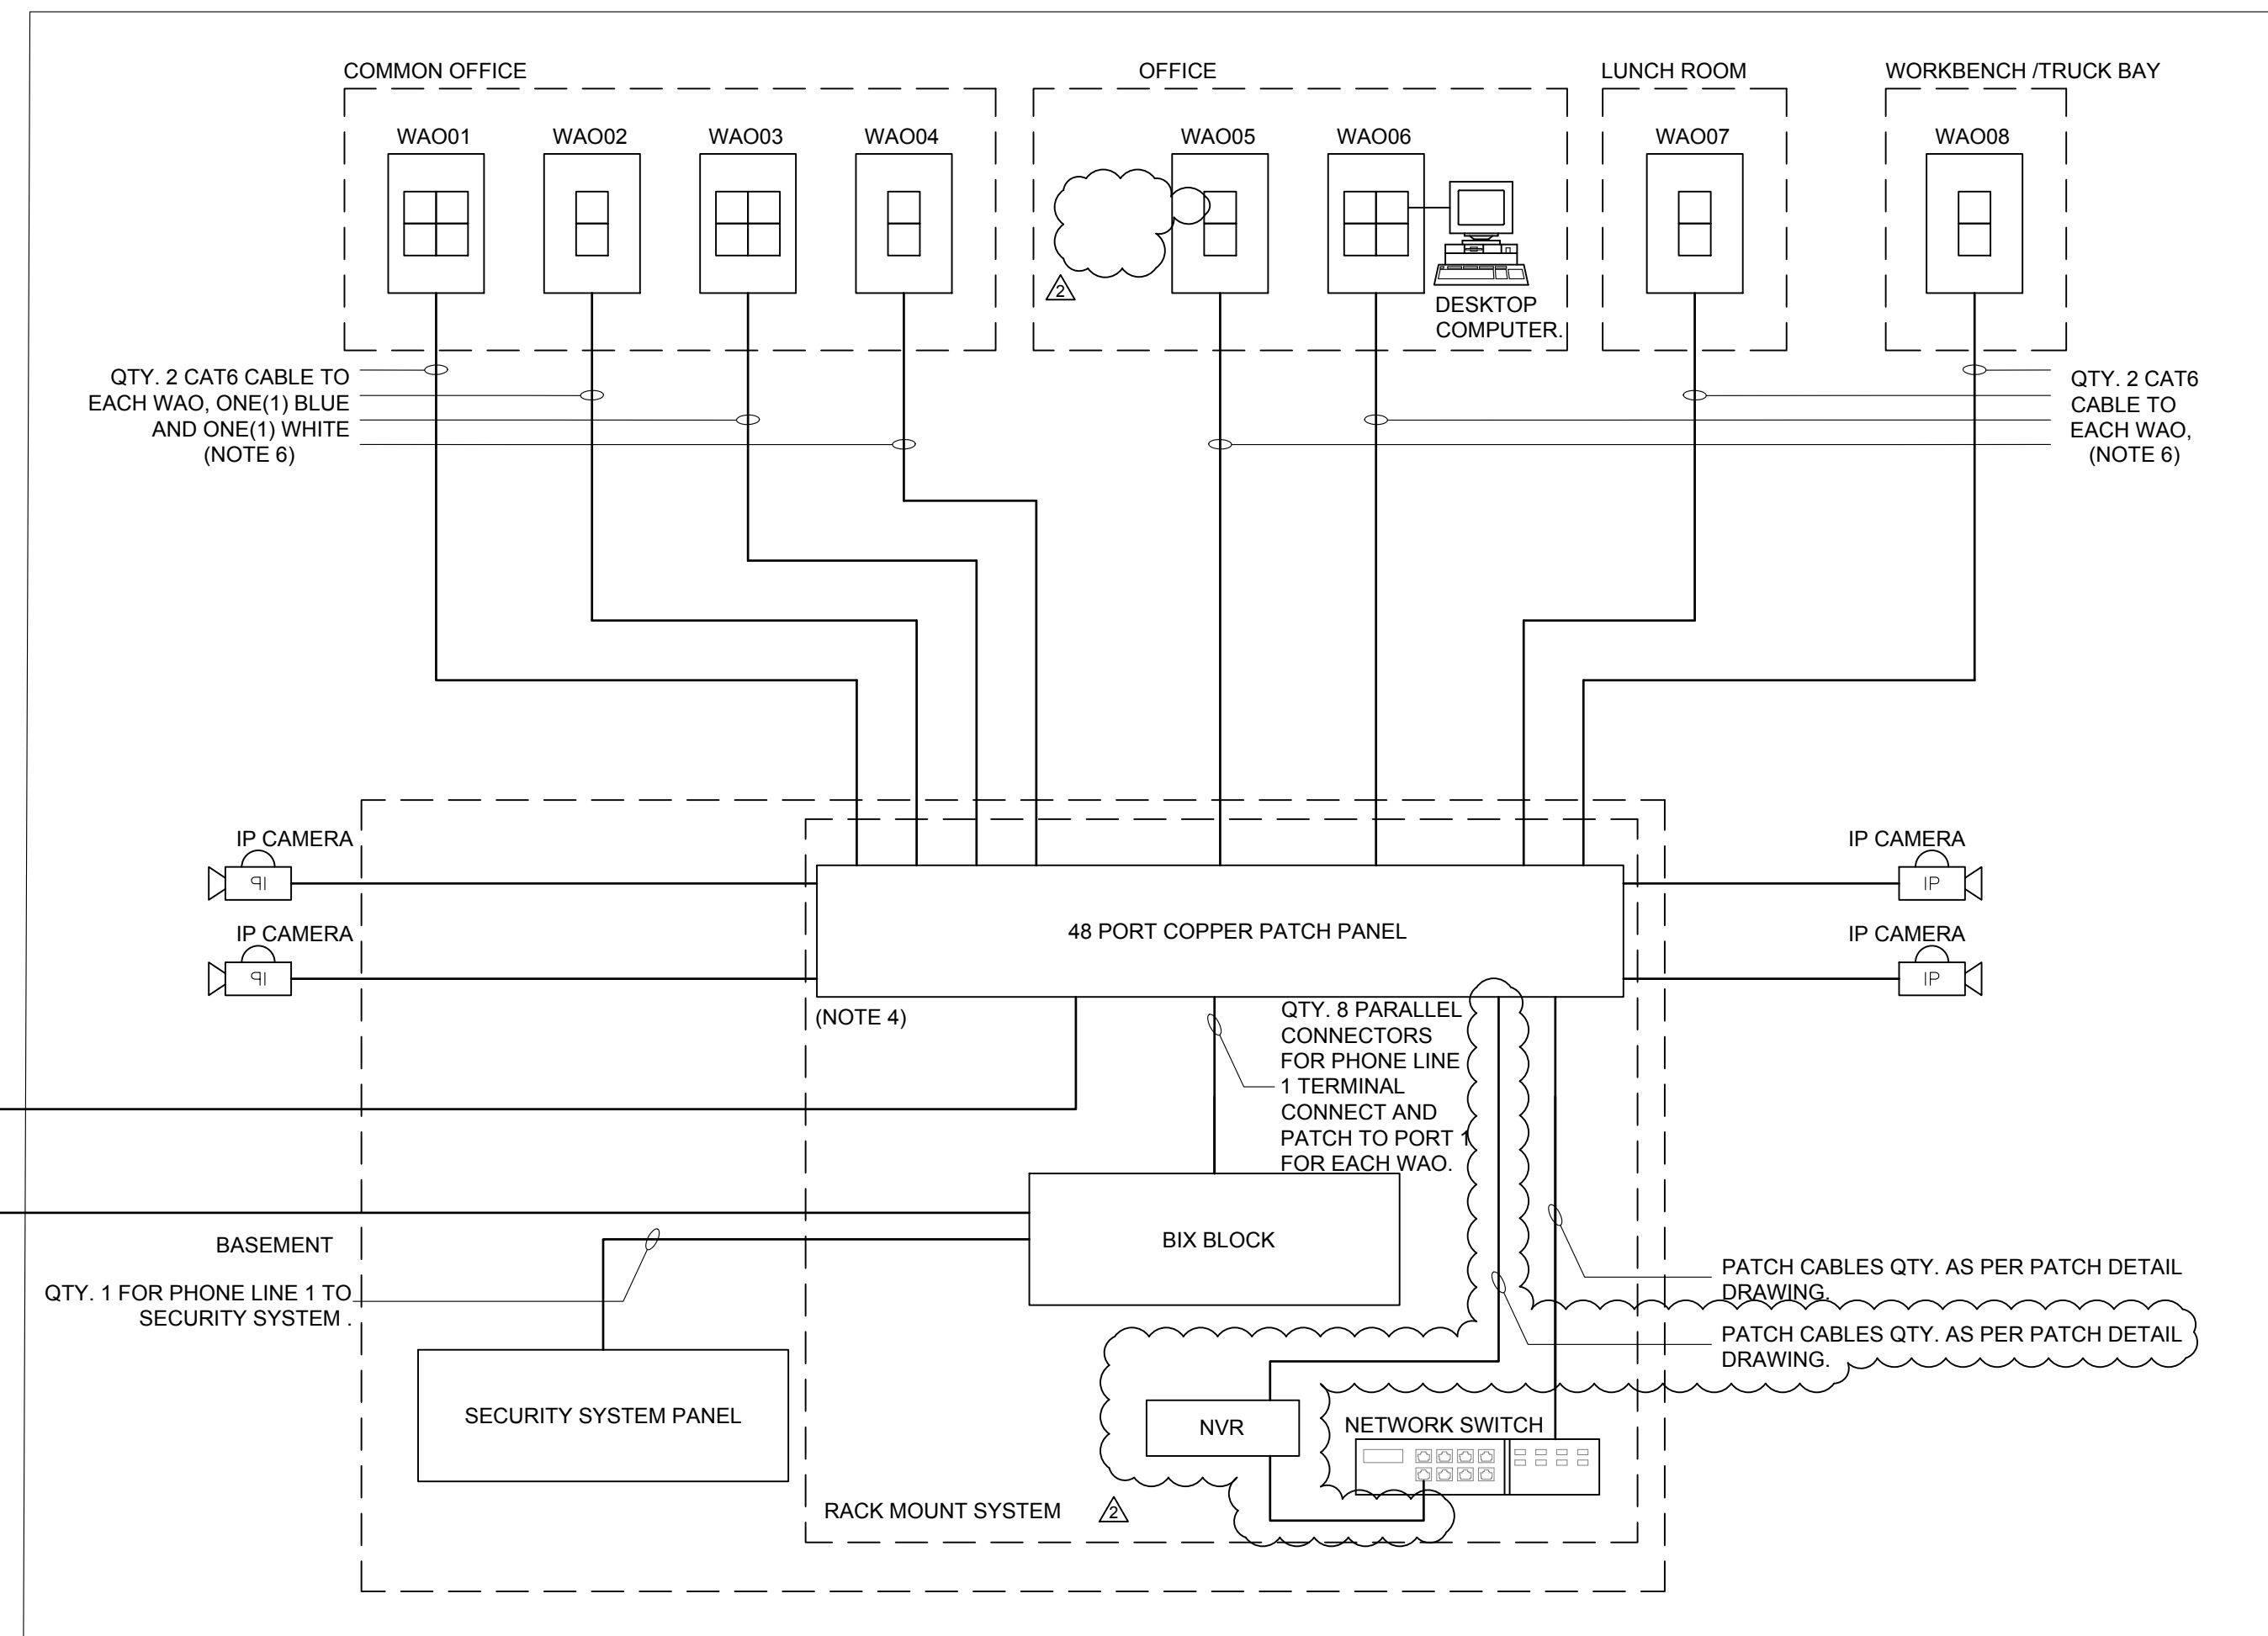 COMMON OFFICE
OFFICE
LUNCH ROOM
WORKBENCH /TRUCK BAY
WAO01
WAO02
WAO03
WAO04
WAO05
WAO06
WAO07
WAO08
2
DESKTOP
COMPUTER.
QTY. 2 CAT6 CABLE TO
EACH WAO, ONE(1) BLUE
AND ONE(1) WHITE
(NOTE 6)
QTY. 2 CAT6
CABLE TO
EACH WAO,
(NOTE 6)
IP CAMERA
IP
IP CAMERA
IP
IP CAMERA
IP
IP CAMERA
IP
48 PORT COPPER PATCH PANEL
(NOTE 4)
QTY. 8 PARALLEL
CONNECTORS
FOR PHONE LINE
1 TERMINAL
CONNECT AND
PATCH TO PORT 1
FOR EACH WAO.
BIX BLOCK
BASEMENT
QTY. 1 FOR PHONE LINE 1 TO
SECURITY SYSTEM .
PATCH CABLES QTY. AS PER PATCH DETAIL
DRAWING.
PATCH CABLES QTY. AS PER PATCH DETAIL
DRAWING.
SECURITY SYSTEM PANEL
NVR
NETWORK SWITCH
RACK MOUNT SYSTEM
2